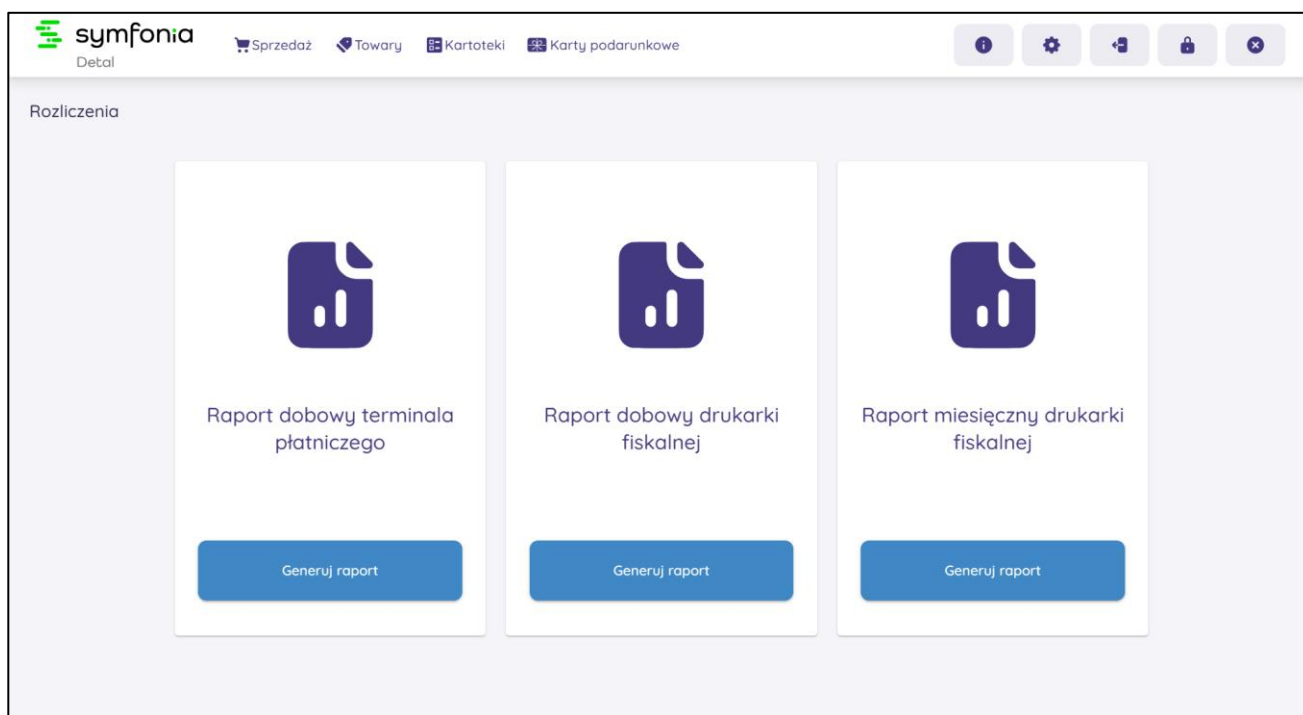 symfonia
Detal
Sprzedaż Towary Kartoteki Karty podarunkowe
Rozliczenia
Raport dobowy terminala
płatniczego
Generuj raport
Raport dobowy drukarki
fiskalnej
Generuj raport
Raport miesięczny drukarki
fiskalnej
Generuj raport